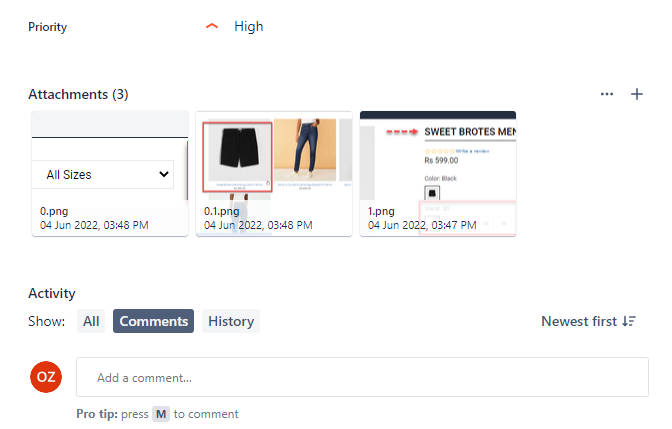 Priority
High
Attachments (3)
All Sizes
0.png
04 Jun 2022, 03:48 PM
0.1.png
04 Jun 2022, 03:48 PM
SWEET BROTES MEN
Write a review
Rs 599.00
Color: Black
1.png
04 Jun 2022, 03:47 PM
Activity
Show:
All
Comments
History
Newest first
OZ
Add a comment...
Pro tip: press M to comment